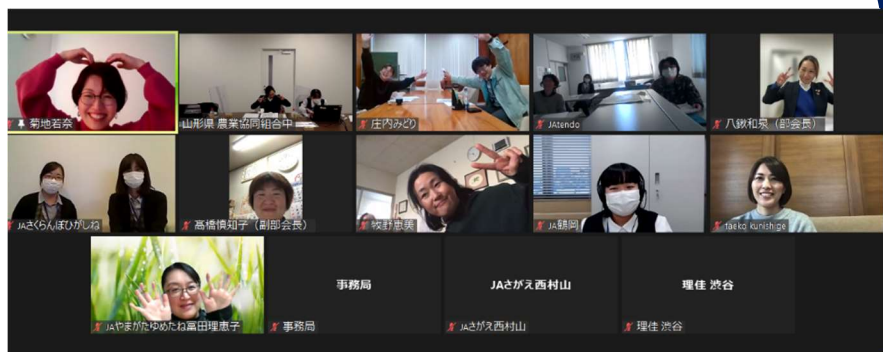 菊地若奈
山形県 農業協同組合中
庄内みどり
JAtendo
八鍬和泉(部会長)
JAさくらんぼひがしね
髙橋慎知子(副部会長)
牧野恵美
JA鶴岡
taeko kunishige
JAやまがたゆめたね冨田理恵子
事務局
事務局
JAさがえ西村山
JAさがえ西村山
理佳 渋谷
理佳 渋谷